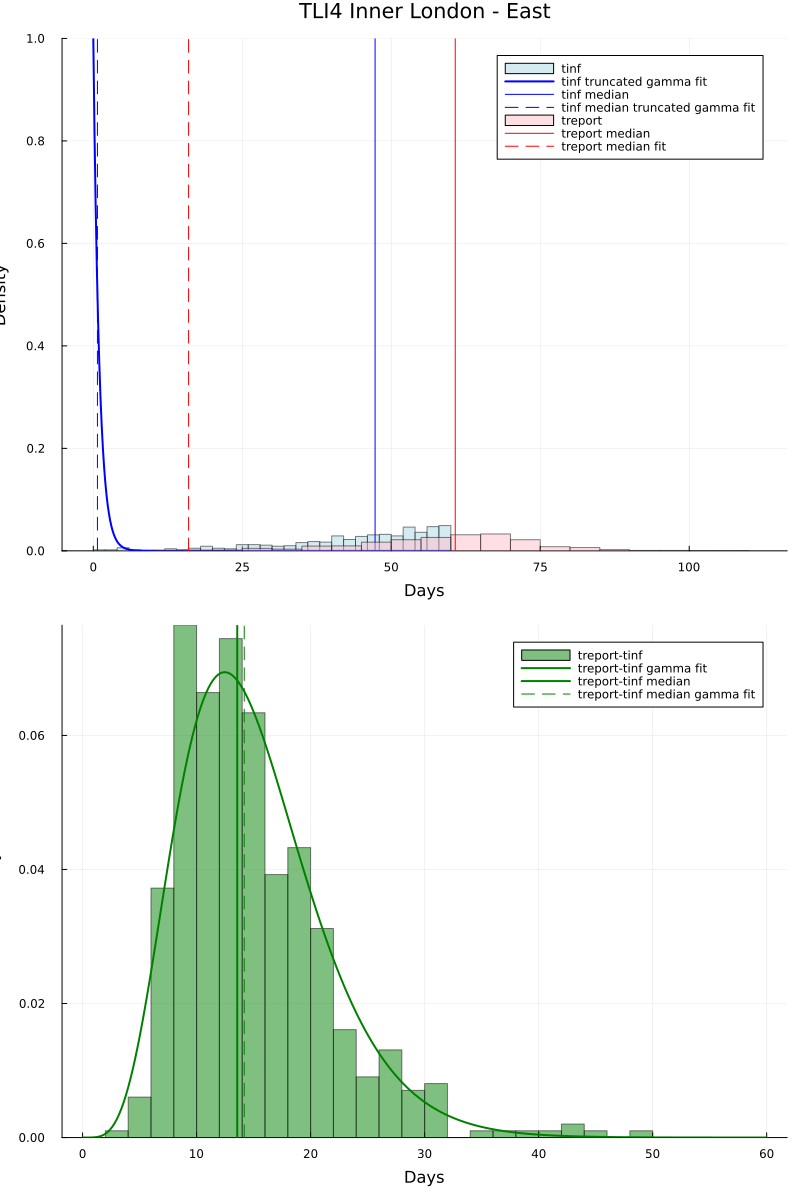 TLI4 Inner London - East
1.0
0.8
0.6
0.4
0.2
0.0
Density
tinf
tinf truncated gamma fit
tinf median
tinf median truncated gamma fit
treport
treport median
treport median fit
0 25 50 75 100
Days
0.06
0.04
0.02
0.00
treport-tinf
treport-tinf gamma fit
treport-tinf median
treport-tinf median gamma fit
0 10 20 30 40 50 60
Days